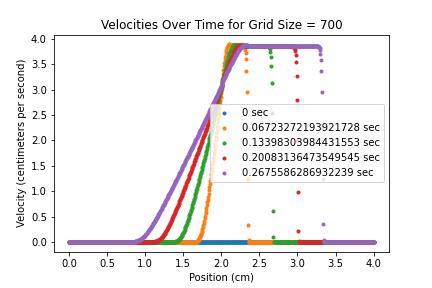 Velocities Over Time for Grid Size = 700
Velocity (centimeters per second)
4.0
3.5
3.0
2.5
2.0
1.5
1.0
0.5
0.0
0 sec
0.06723272193921728 sec
0.13398303984431553 sec
0.20083136473549545 sec
0.2675586286932239 sec
0.0 0.5 1.0 1.5 2.0 2.5 3.0 3.5 4.0
Position (cm)